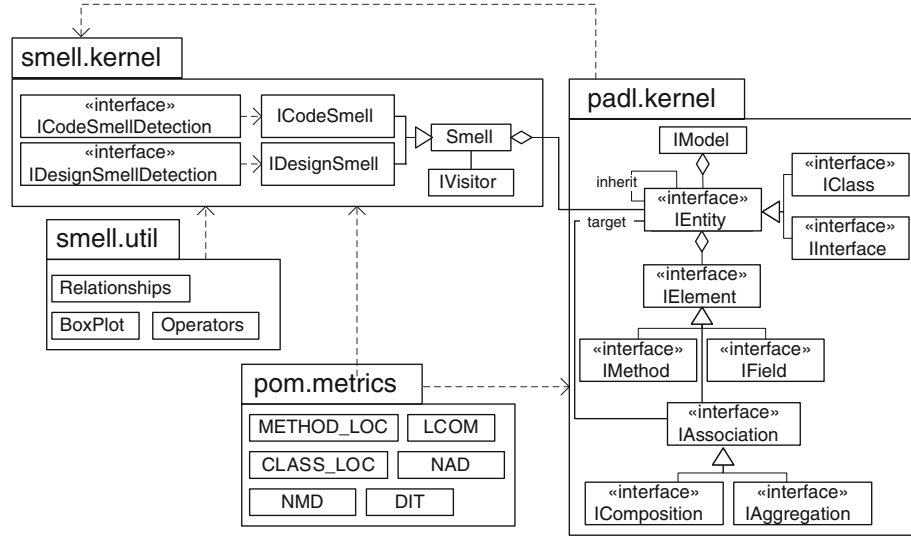 smell.kernel
«interface»
ICodeSmellDetection
«interface»
IDesignSmellDetection
ICodeSmell
IDesignSmell
Smell
IVisitor
smell.util
Relationships
BoxPlot
Operators
pom.metrics
METHOD_LOC
LCOM
CLASS_LOC
NAD
NMD
DIT
padl.kernel
IModel
inherit
«interface»
IEntity
target
«interface»
IClass
«interface»
IInterface
«interface»
IElement
«interface»
IMethod
«interface»
IField
«interface»
IAssociation
«interface»
IComposition
«interface»
IAggregation